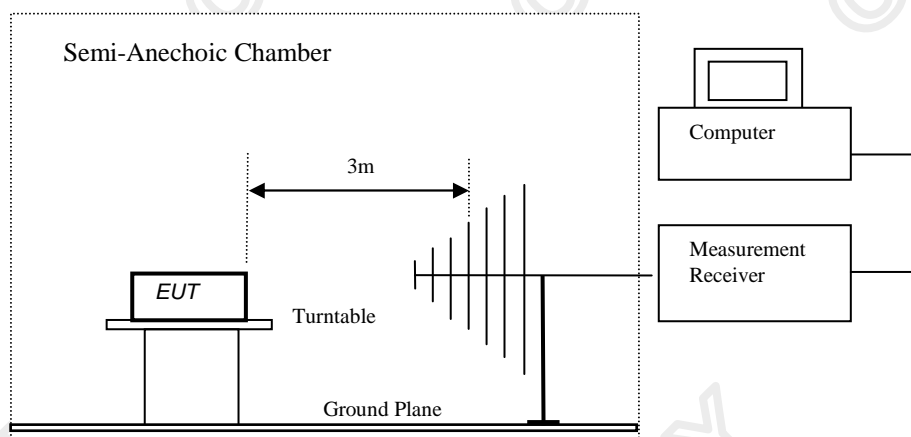 Semi-Anechoic Chamber
3m
EUT
Turntable
Ground Plane
Computer
Measurement
Receiver